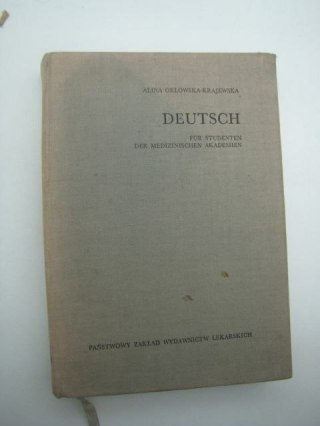 ALINA ORŁOWSKA-KRAJEWSKA
DEUTSCH
FÜR STUDENTEN
DER MEDIZINISCHEN AKADEMIEN
PAŃSTWOWY ZAKŁAD WYDAWNICTW LEKARSKICH